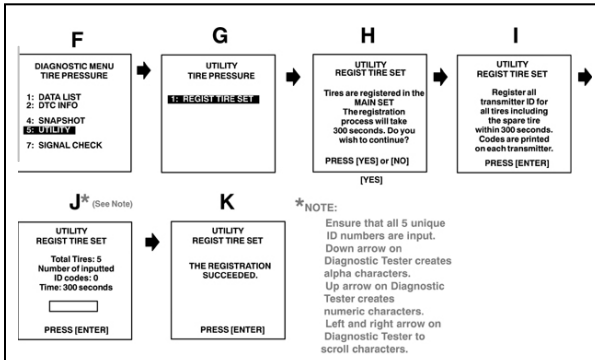 F
DIAGNOSTIC MENU
TIRE PRESSURE
1: DATA LIST
2: DTC INFO
4: SNAPSHOT
5: UTILITY
7: SIGNAL CHECK
G
UTILITY
TIRE PRESSURE
1: REGIST TIRE SET
H
UTILITY
REGIST TIRE SET
Tires are registered in the
MAIN SET
The registration
process will take
300 seconds. Do you
wish to continue?
PRESS [YES] or [NO]
[YES]
I
UTILITY
REGIST TIRE SET
Register all
transmitter ID for
all tires including
the spare tire
within 300 seconds.
Codes are printed
on each transmitter.
PRESS [ENTER]
J* (See Note)
UTILITY
REGIST TIRE SET
Total Tires: 5
Number of inputted
ID codes: 0
Time: 300 seconds
PRESS [ENTER]
K
UTILITY
REGIST TIRE SET
THE REGISTRATION
SUCCEEDED.
*NOTE:
Ensure that all 5 unique
ID numbers are input.
Down arrow on
Diagnostic Tester creates
alpha characters.
Up arrow on Diagnostic
Tester creates
numeric characters.
Left and right arrow on
Diagnostic Tester to
scroll characters.